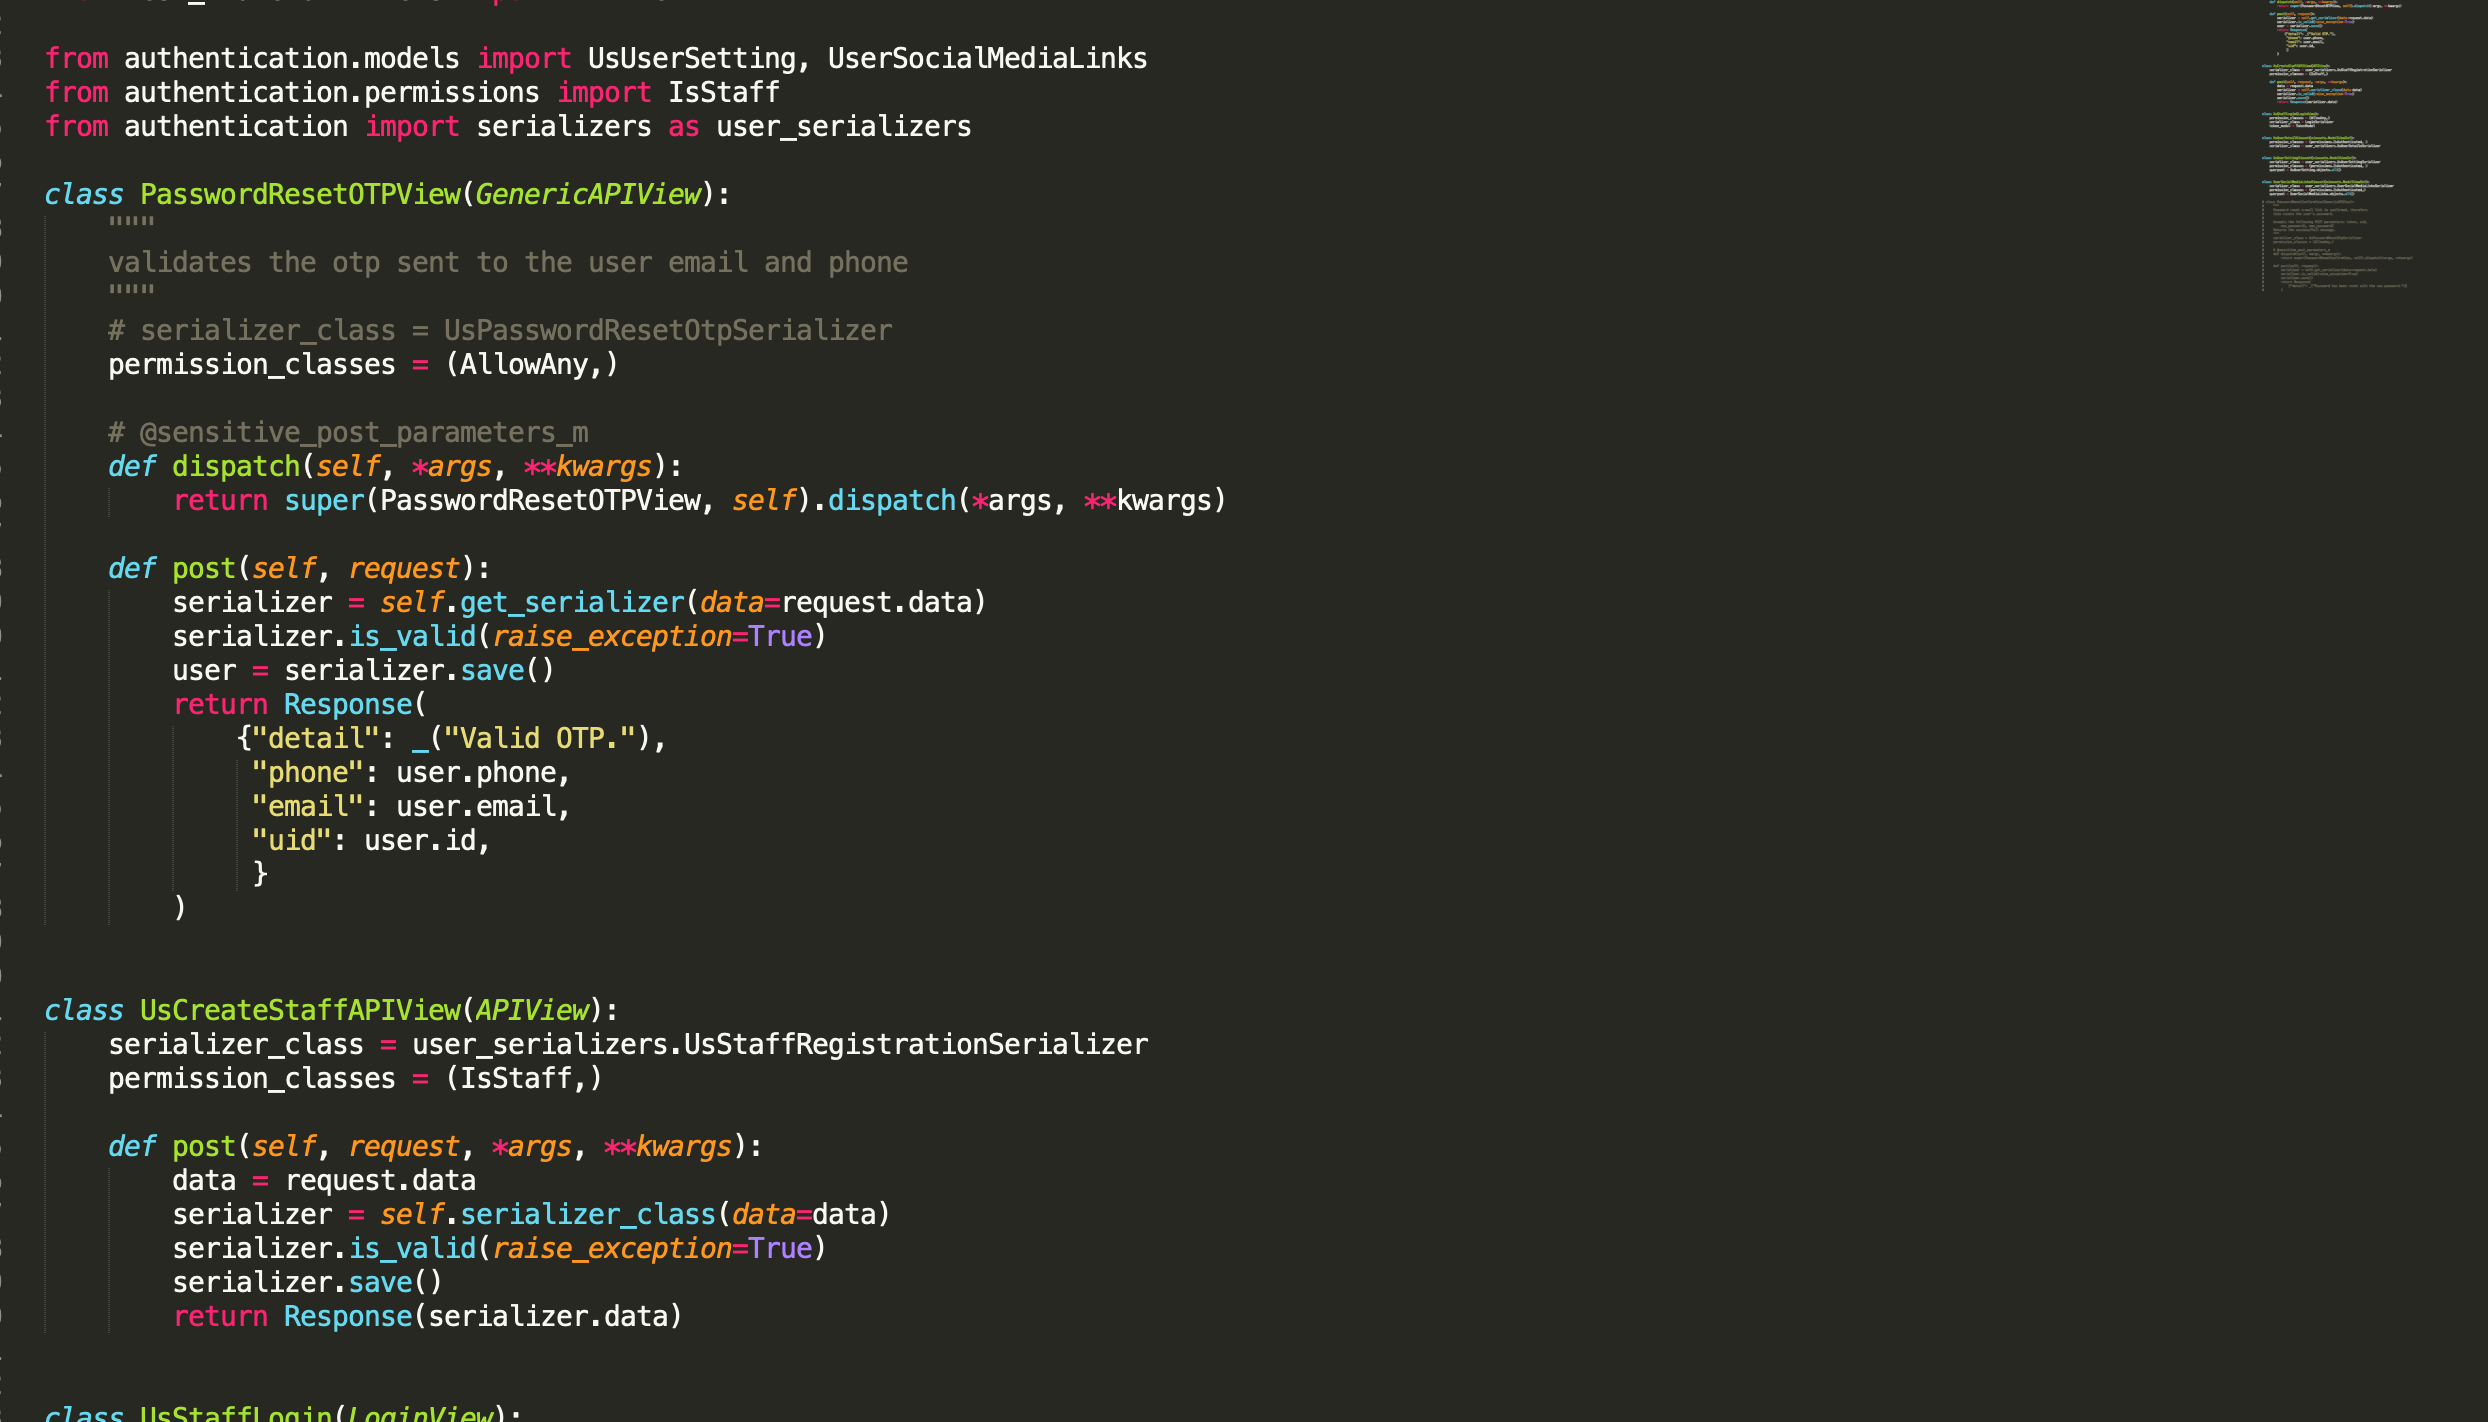 from authentication.models import UsUserSetting, UserSocialMediaLinks
from authentication.permissions import IsStaff
from authentication import serializers as user_serializers

class PasswordResetOTPView(GenericAPIView):
    """
    validates the otp sent to the user email and phone
    """
    # serializer_class = UsPasswordResetOtpSerializer
    permission_classes = (AllowAny,)

    # @sensitive_post_parameters_m
    def dispatch(self, *args, **kwargs):
        return super(PasswordResetOTPView, self).dispatch(*args, **kwargs)

    def post(self, request):
        serializer = self.get_serializer(data=request.data)
        serializer.is_valid(raise_exception=True)
        user = serializer.save()
        return Response(
            {"detail": _("Valid OTP."),
             "phone": user.phone,
             "email": user.email,
             "uid": user.id,
             }
        )


class UsCreateStaffAPIView(APIView):
    serializer_class = user_serializers.UsStaffRegistrationSerializer
    permission_classes = (IsStaff,)

    def post(self, request, *args, **kwargs):
        data = request.data
        serializer = self.serializer_class(data=data)
        serializer.is_valid(raise_exception=True)
        serializer.save()
        return Response(serializer.data)


class UsStaffLogin(LoginView):